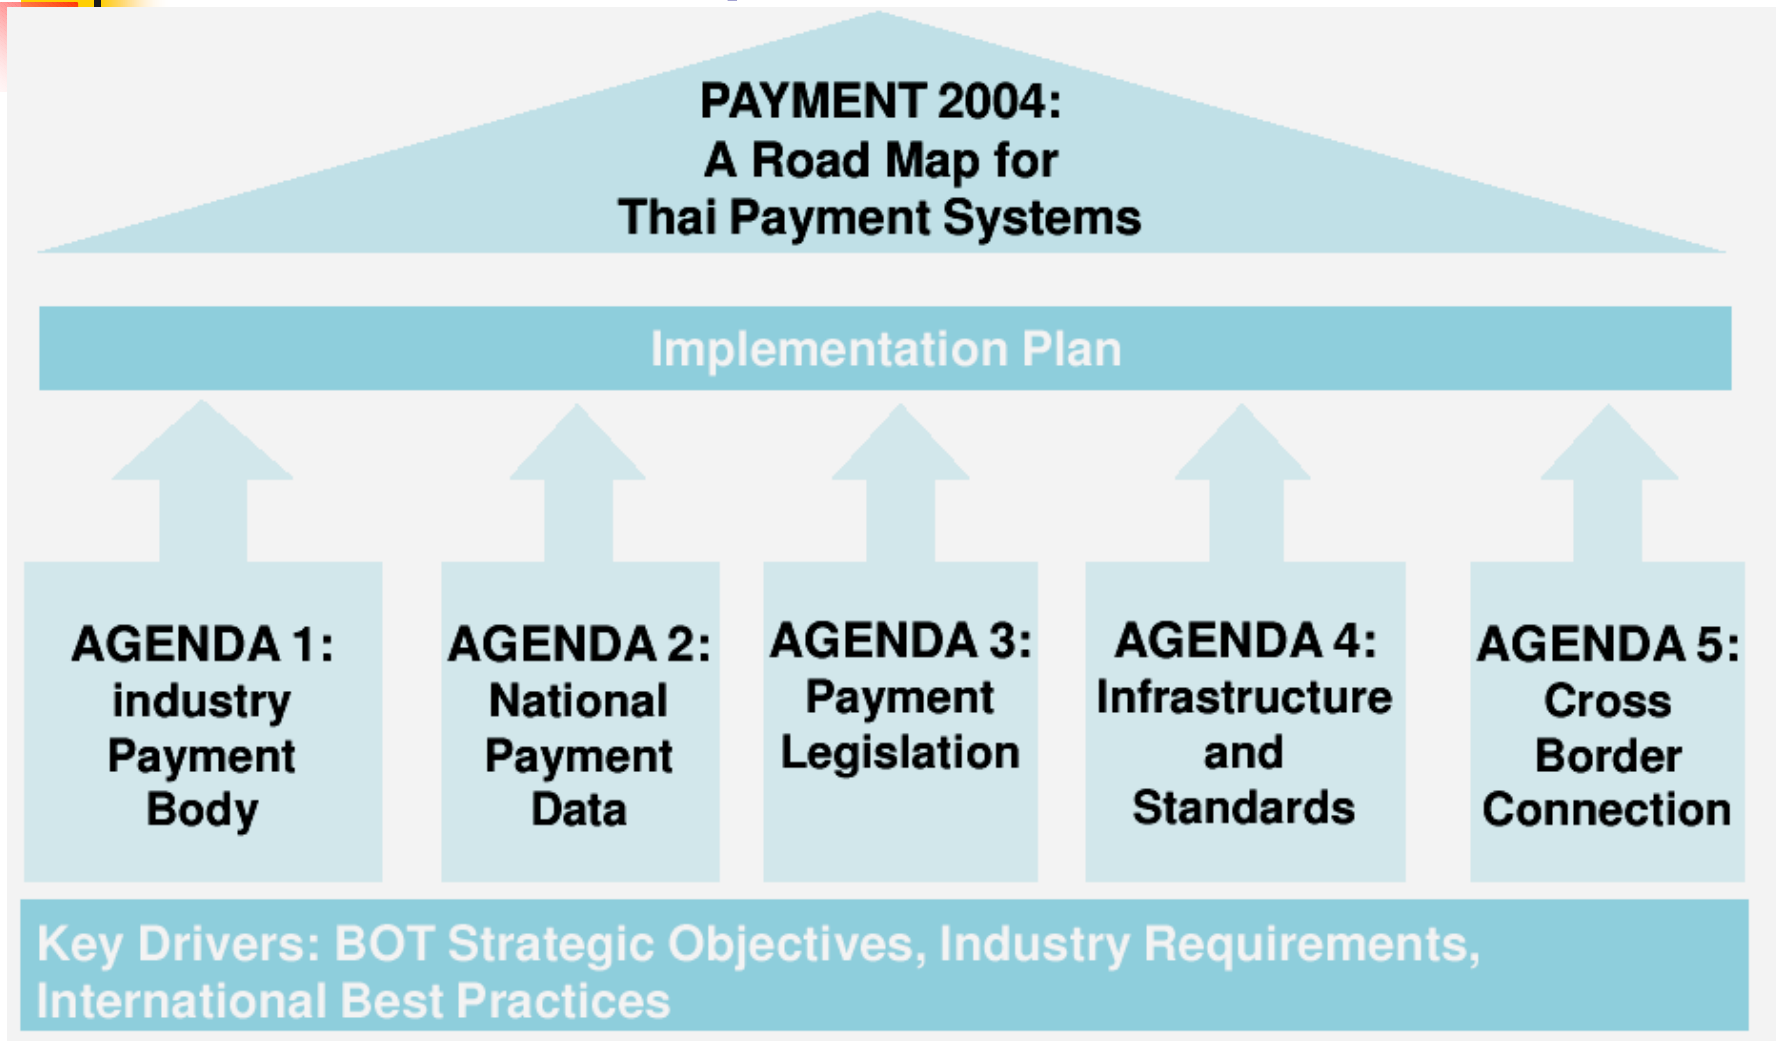 PAYMENT 2004:
A Road Map for
Thai Payment Systems
Implementation Plan
AGENDA 1:
industry
Payment
Body
AGENDA 2:
National
Payment
Data
AGENDA 3:
Payment
Legislation
AGENDA 4:
Infrastructure
and
Standards
AGENDA 5:
Cross
Border
Connection
Key Drivers: BOT Strategic Objectives, Industry Requirements,
International Best Practices